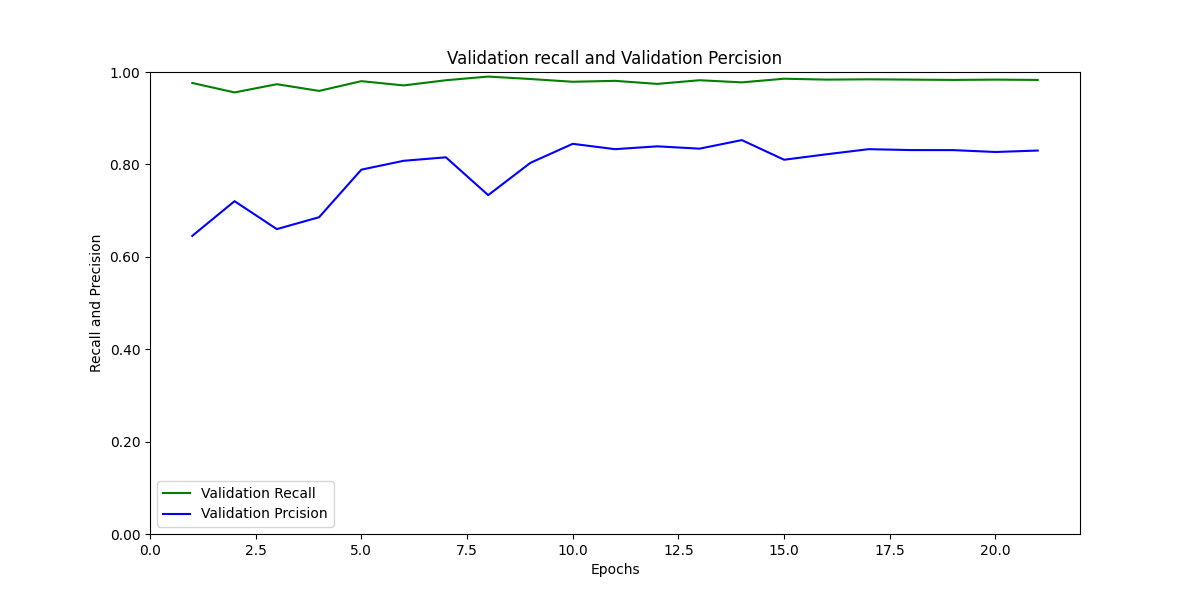 Validation recall and Validation Percision
1.00
0.80
0.60
0.40
0.20
0.00
Recall and Precision
Validation Recall
Validation Prcision
0.0 2.5 5.0 7.5 10.0 12.5 15.0 17.5 20.0
Epochs